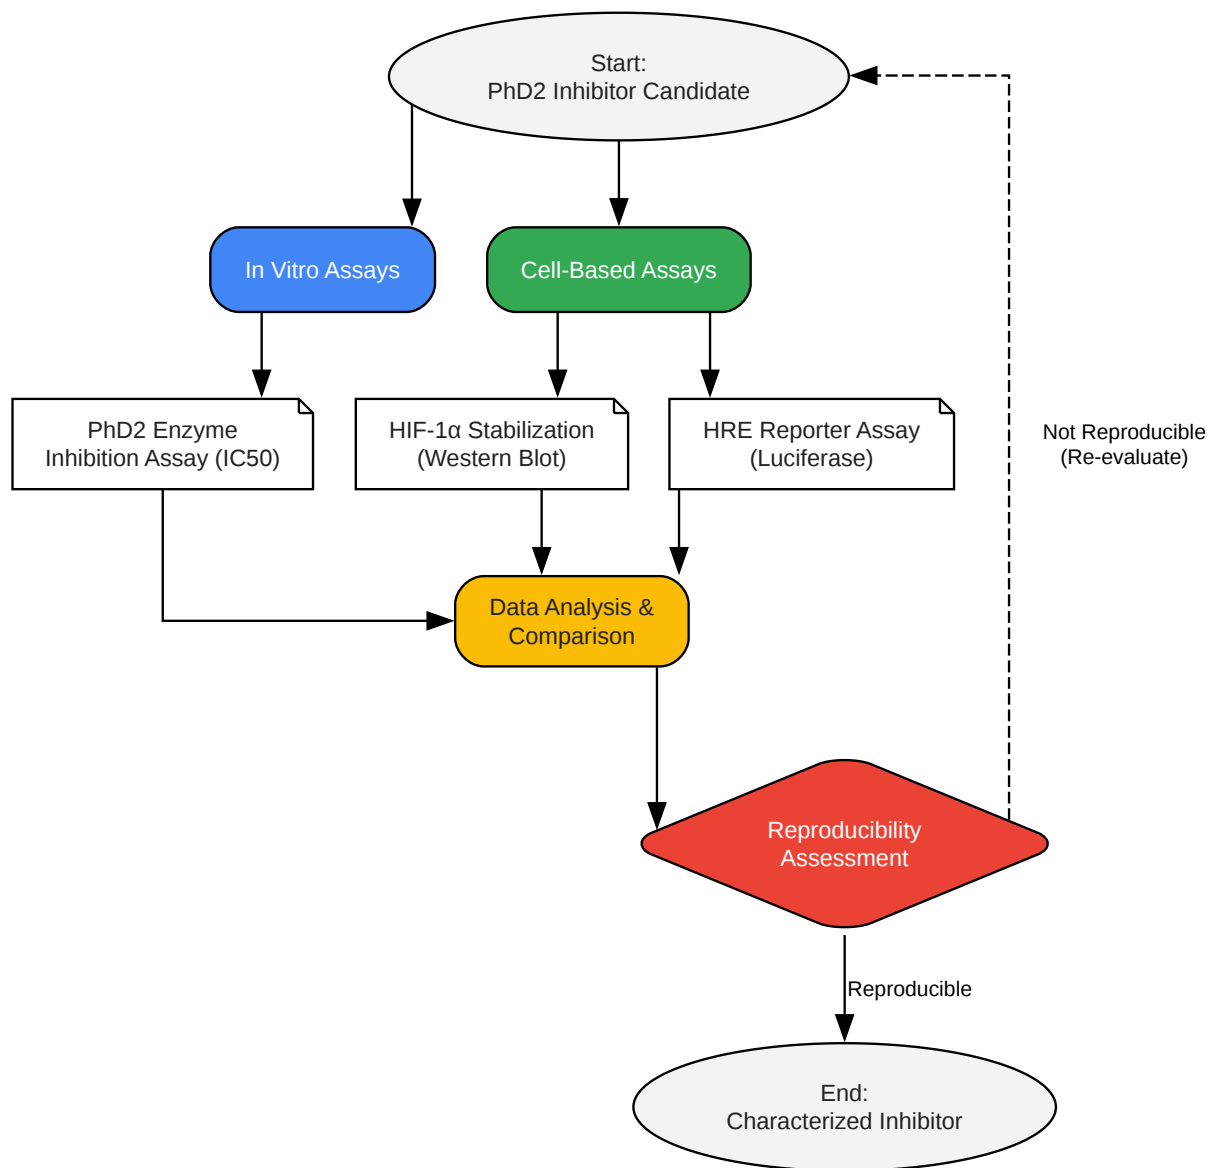 Start:
PhD2 Inhibitor Candidate
In Vitro Assays
Cell-Based Assays
PhD2 Enzyme
Inhibition Assay (IC50)
HIF-1α Stabilization
(Western Blot)
HRE Reporter Assay
(Luciferase)
Not Reproducible
(Re-evaluate)
Data Analysis &
Comparison
Reproducibility
Assessment
Reproducible
End:
Characterized Inhibitor